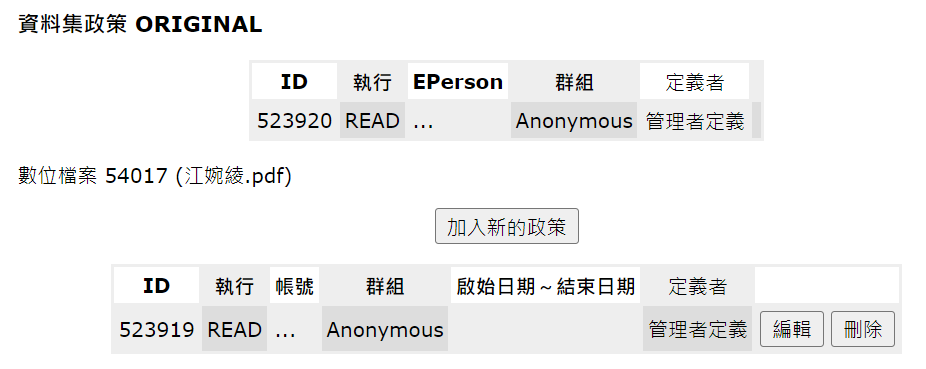 資料集政策 ORIGINAL
ID 執行 EPerson 群組 定義者
523920 READ ... Anonymous 管理者定義
數位檔案 54017 (江婉綾.pdf)
加入新的政策
ID 執行 帳號 群組 啟始日期～結束日期 定義者
523919 READ ... Anonymous 管理者定義 編輯 刪除